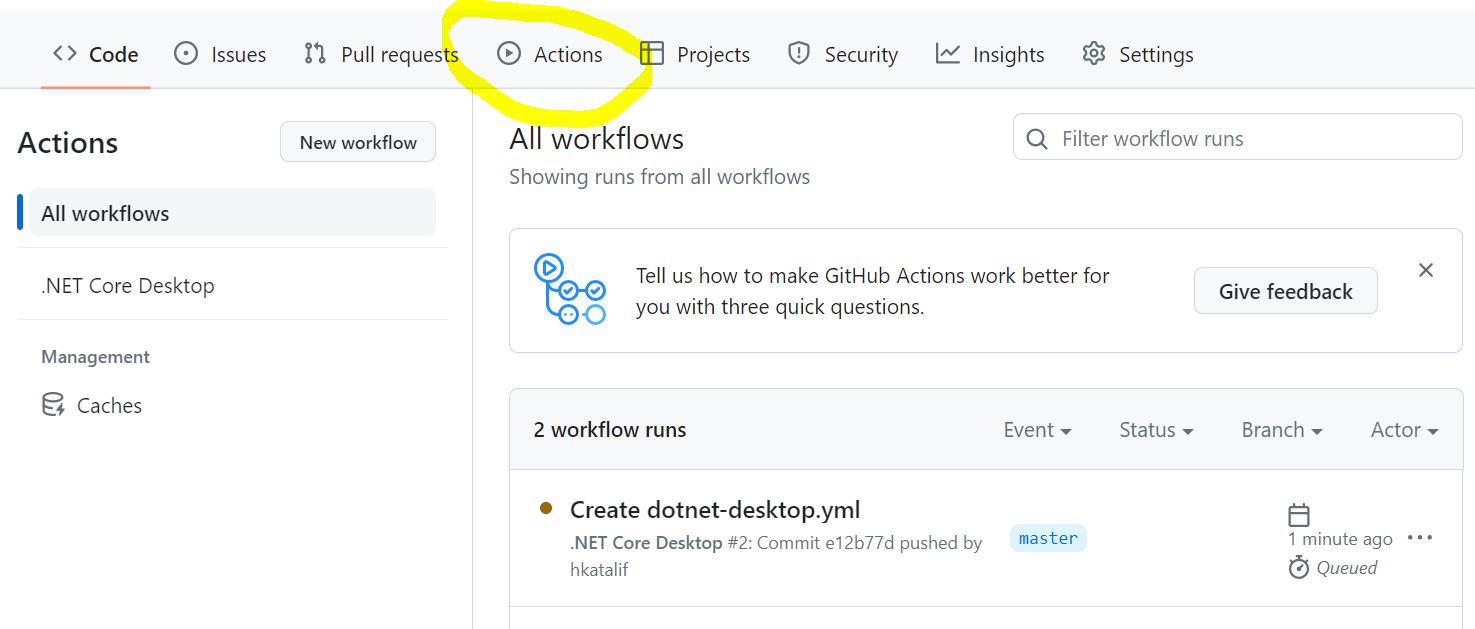 Code Issues Pull requests Actions Projects Security Insights Settings
Actions
New workflow
All workflows
.NET Core Desktop
Management
Caches
All workflows
Showing runs from all workflows
Filter workflow runs
Tell us how to make GitHub Actions work better for
you with three quick questions.
Give feedback
2 workflow runs
Event Status Branch Actor
Create dotnet-desktop.yml
.NET Core Desktop #2: Commit e12b77d pushed by
hkatalif
master
1 minute ago
Queued